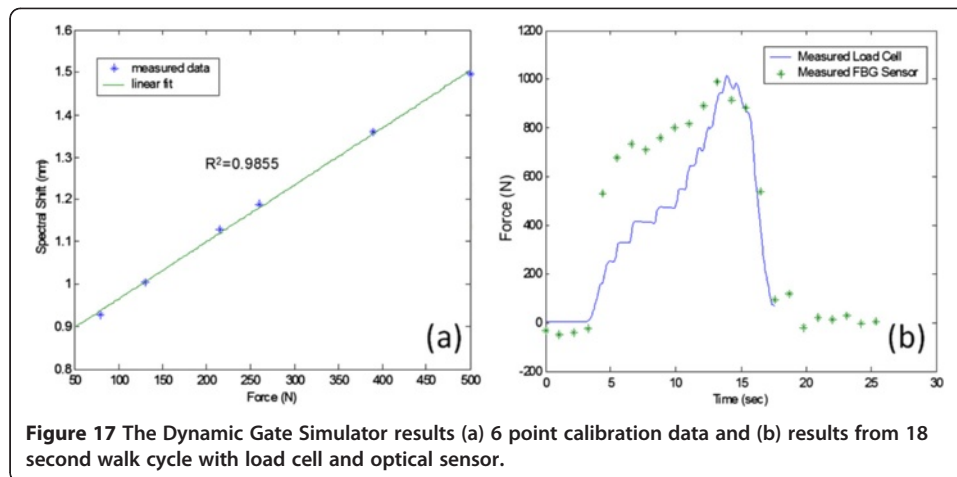 1.6
1.5
1.4
1.3
1.2
1.1
1
0.9
0.8
Spectral Shift (nm)
measured data
linear fit
R²=0.9855
(a)
50 100 150 200 250 300 350 400 450 500
Force (N)
1200
1000
800
600
400
200
0
-200
Force (N)
Measured Load Cell
Measured FBG Sensor
(b)
0 5 10 15 20 25 30
Time (sec)
Figure 17 The Dynamic Gate Simulator results (a) 6 point calibration data and (b) results from 18
second walk cycle with load cell and optical sensor.